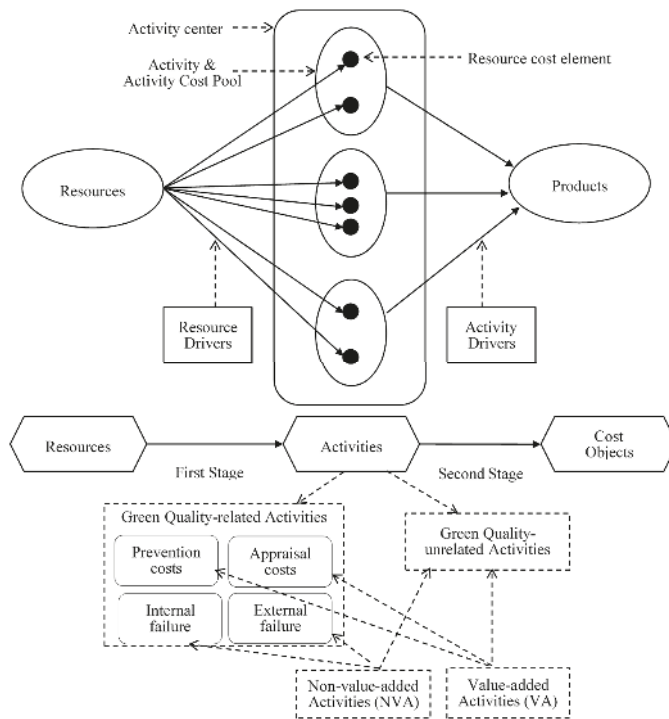 Activity center
Activity &
Activity Cost Pool
Resource cost element
Resources
Products
Resource
Drivers
Activity
Drivers
Resources
Activities
Cost
Objects
First Stage
Second Stage
Green Quality-related Activities
Prevention
costs
Appraisal
costs
Internal
failure
External
failure
Green Quality-
unrelated Activities
Non-value-added
Activities (NVA)
Value-added
Activities (VA)